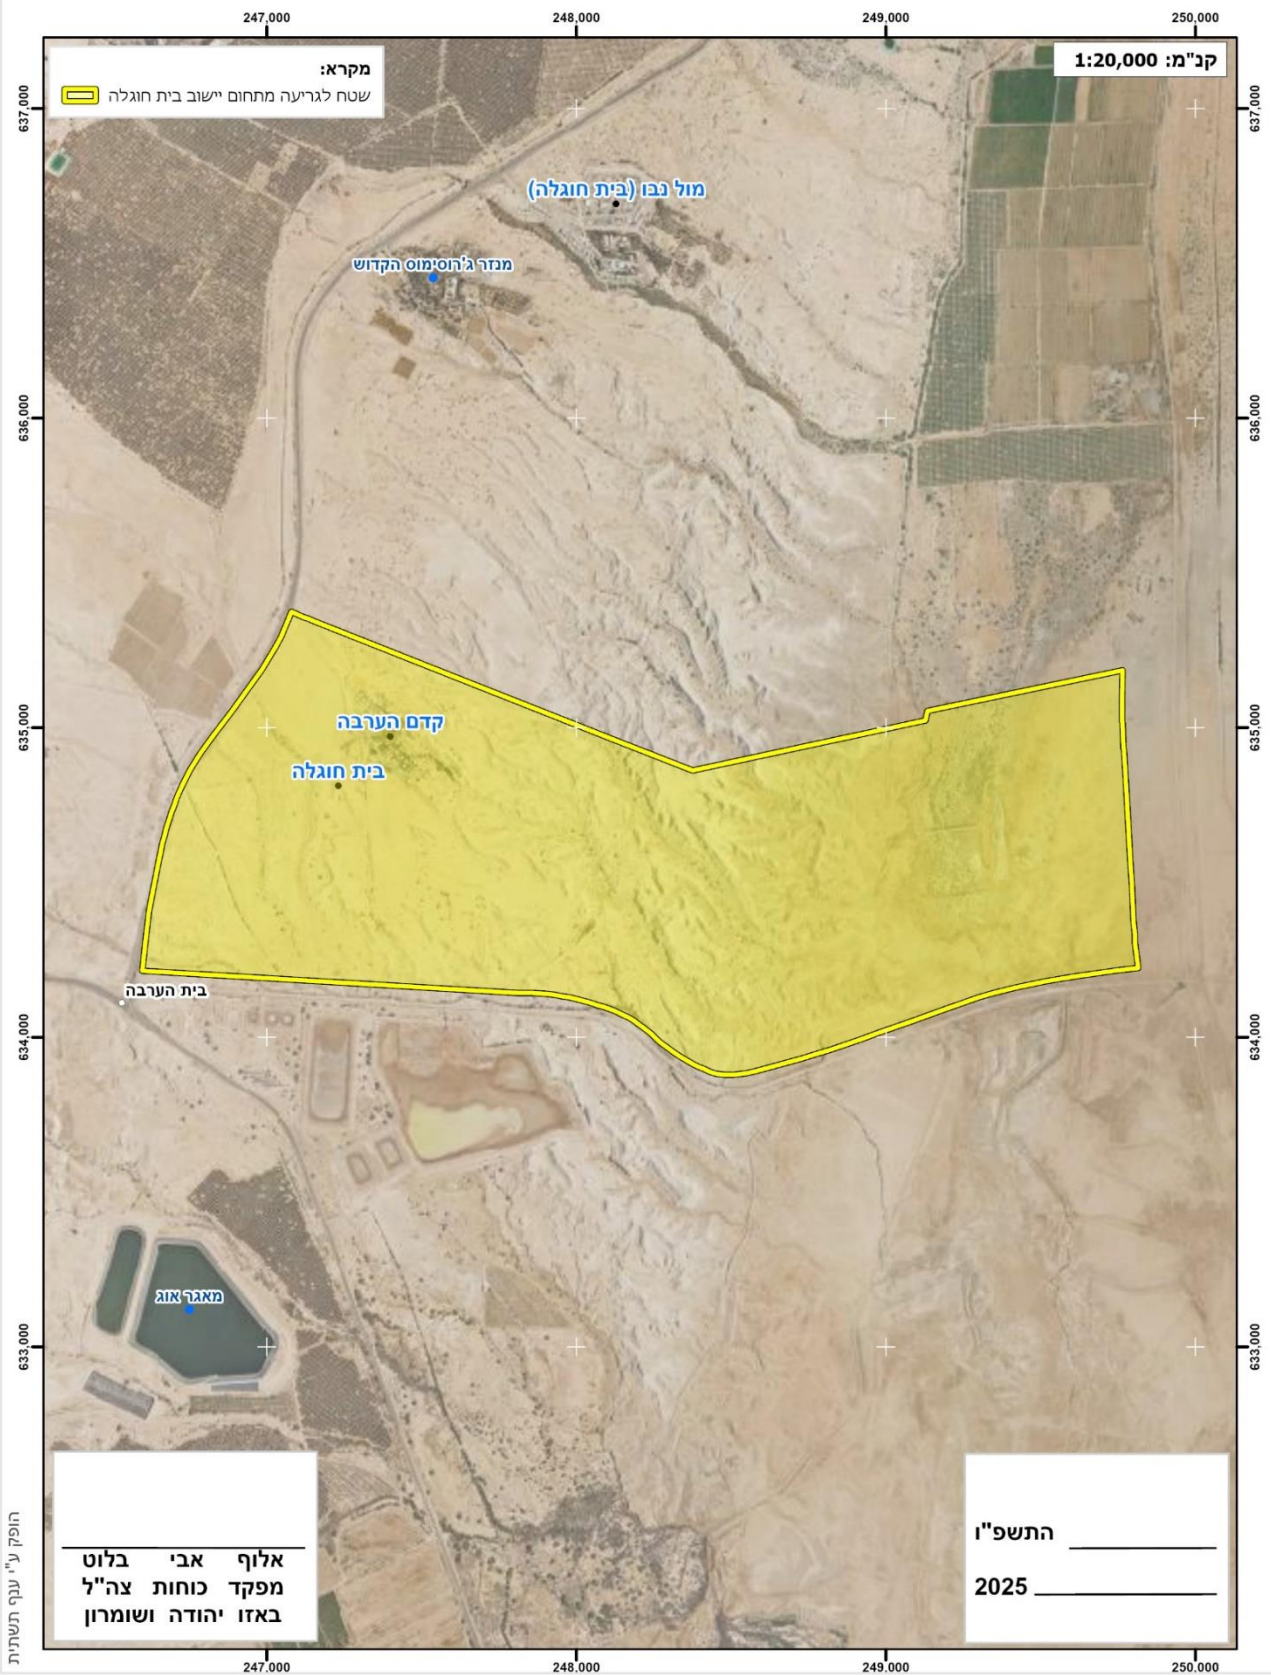 247,000 248,000 249,000 250,000
קנ"מ: 1:20,000
מקרא:
שטח לגריעה מתחום יישוב בית חוגלה
637,000 637,000
מול נבו (בית חוגלה)
מנזר ג'רוסימוס הקדוש
636,000 636,000
קדם הערבה
635,000 635,000
בית חוגלה
בית הערבה
634,000 634,000
מאגר אוג
633,000 633,000
התשפ"ו
2025
אלוף אבי בלוט
מפקד כוחות צה"ל
באזו יהודה ושומרון
הופק ע"י ענף תשתית
247,000 248,000 249,000 250,000